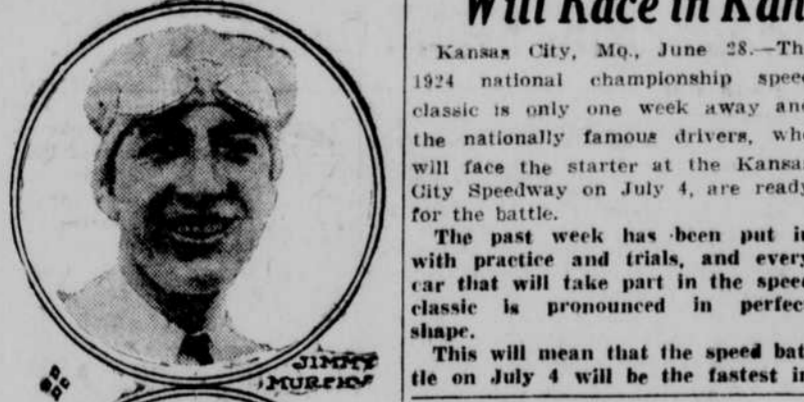 Will Race in Kan
Kansas City, Mo., June 28.—Th
1924 national championship spee
classic is only one week away an
the nationally famous drivers, wh
will face the starter at the Kansa
City Speedway on July 4, are ready
for the battle.
The past week has been put i
with practice and trials, and every
car that will take part in the speed
classic is pronounced in perfec
shape.
This will mean that the speed bat
tle on July 4 will be the fastest i
JIMMY
MURPHY